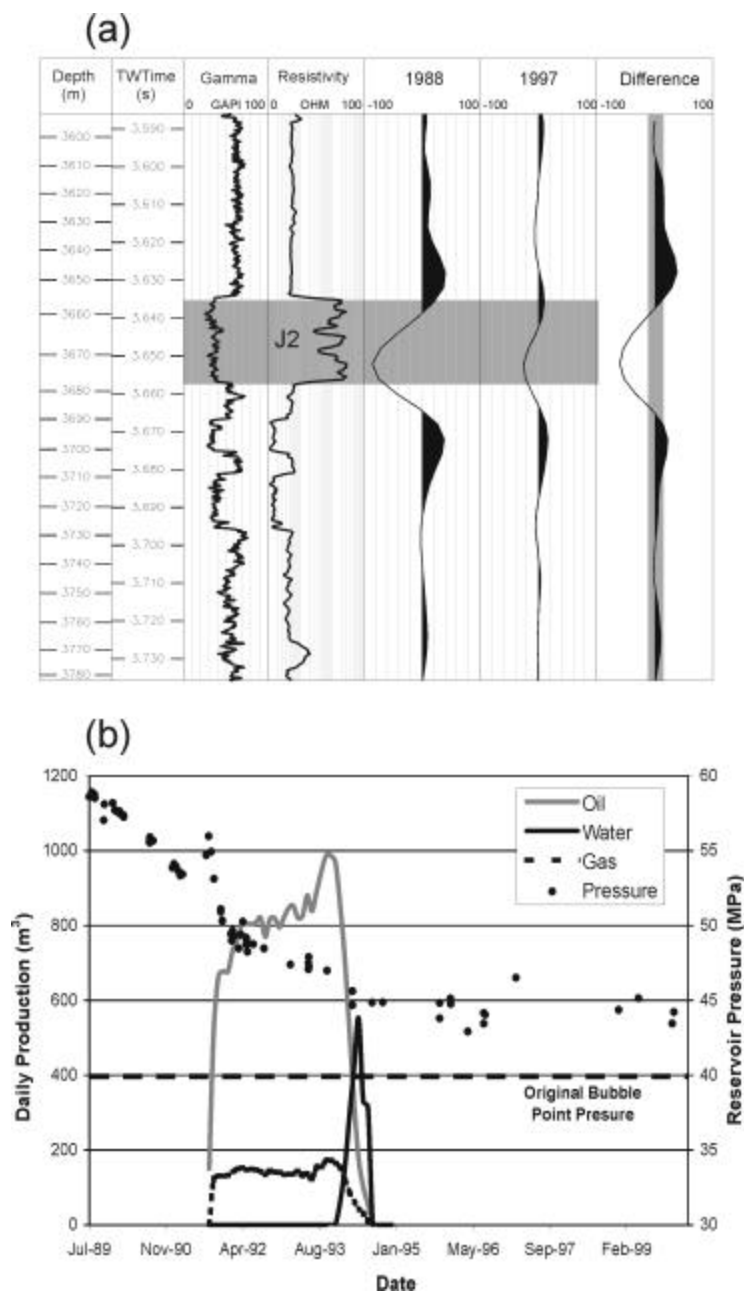 (a)
Depth (m)
TWTime (s)
Gamma
0 GAPI 100
Resistivity
0 OHM 100
1988
-100 100
1997
-100 100
Difference
-100 100
3600
3610
3620
3630
3640
3650
3660
3670
3680
3690
3700
3710
3720
3730
3740
3750
3760
3770
3780
3.590
3.600
3.610
3.620
3.630
3.640
3.650
3.660
3.670
3.680
3.690
3.700
3.710
3.720
3.730
J2
(b)
Daily Production (m³)
1200
1000
800
600
400
200
0
Oil
Water
Gas
Pressure
Original Bubble
Point Presure
60
55
50
45
40
35
30
Reservoir Pressure (MPa)
Jul-89 Nov-90 Apr-92 Aug-93 Jan-95 May-96 Sep-97 Feb-99
Date